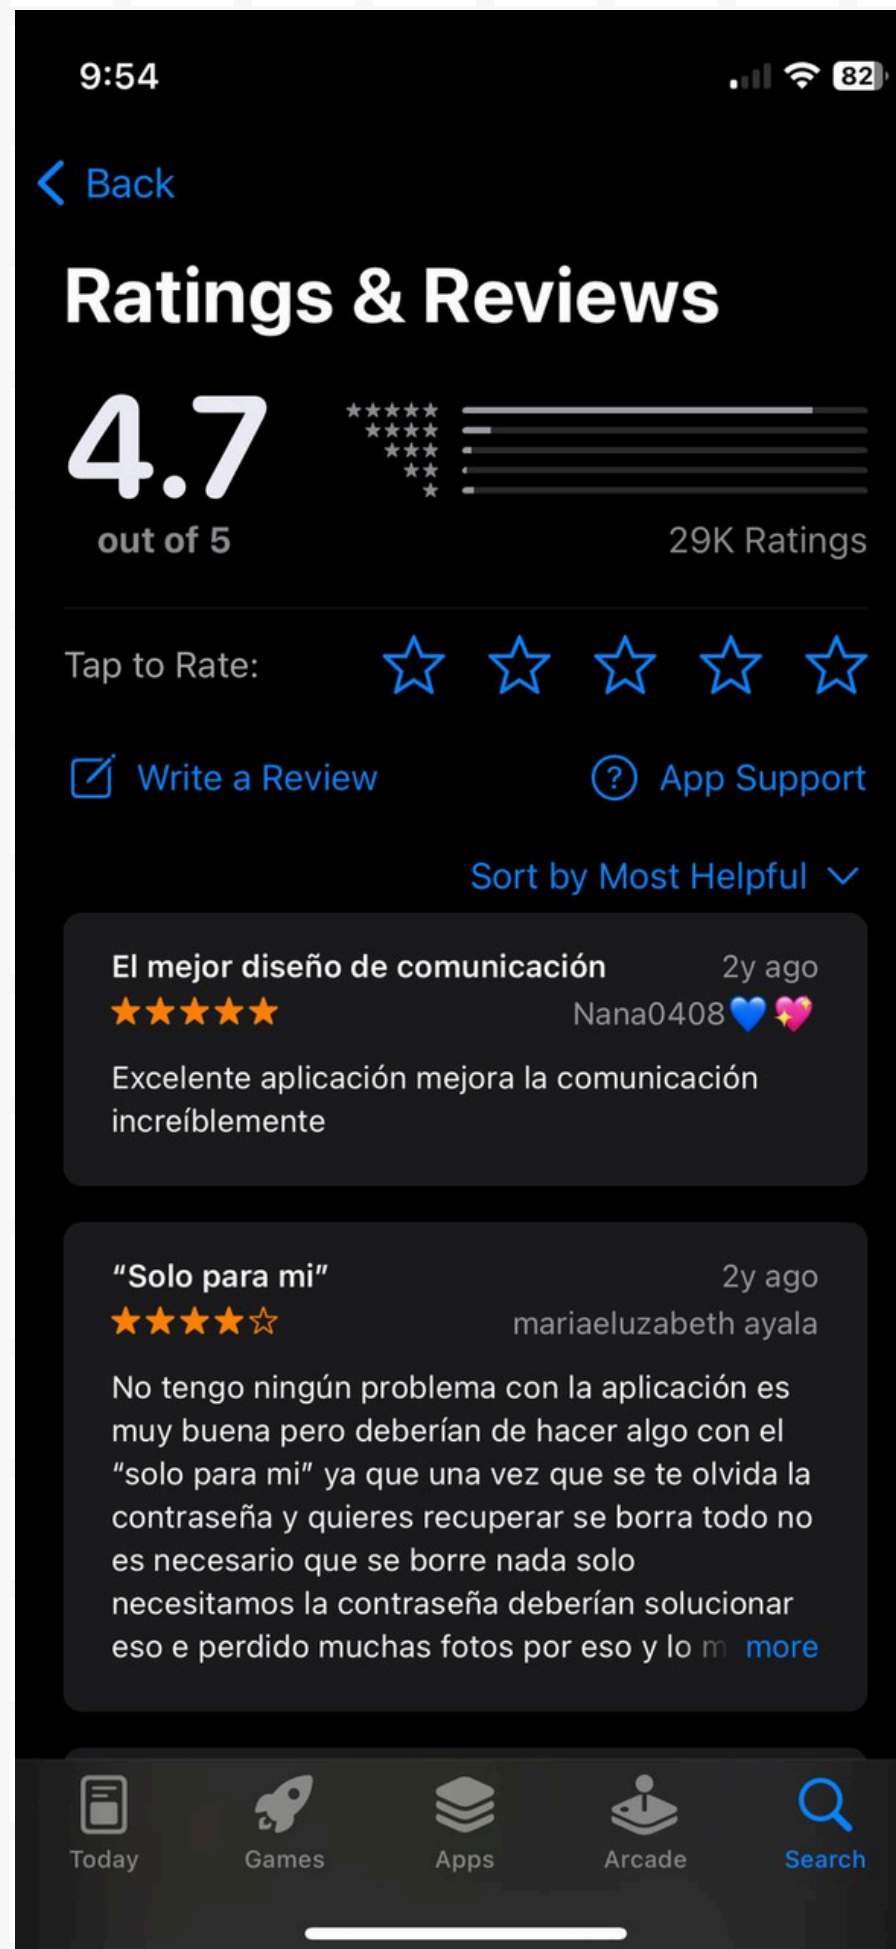 9:54
82
Back
Ratings & Reviews
4.7
out of 5
★★★★★
★★★★
★★★
★★
★
29K Ratings
Tap to Rate:
Write a Review
? App Support
Sort by Most Helpful
El mejor diseño de comunicación 2y ago
★★★★★ Nana0408💙💖
Excelente aplicación mejora la comunicación
increíblemente
“Solo para mi” 2y ago
★★★★☆ mariaeluzabeth ayala
No tengo ningún problema con la aplicación es
muy buena pero deberían de hacer algo con el
“solo para mi” ya que una vez que se te olvida la
contraseña y quieres recuperar se borra todo no
es necesario que se borre nada solo
necesitamos la contraseña deberían solucionar
eso e perdido muchas fotos por eso y lo m more
Today Games Apps Arcade Search